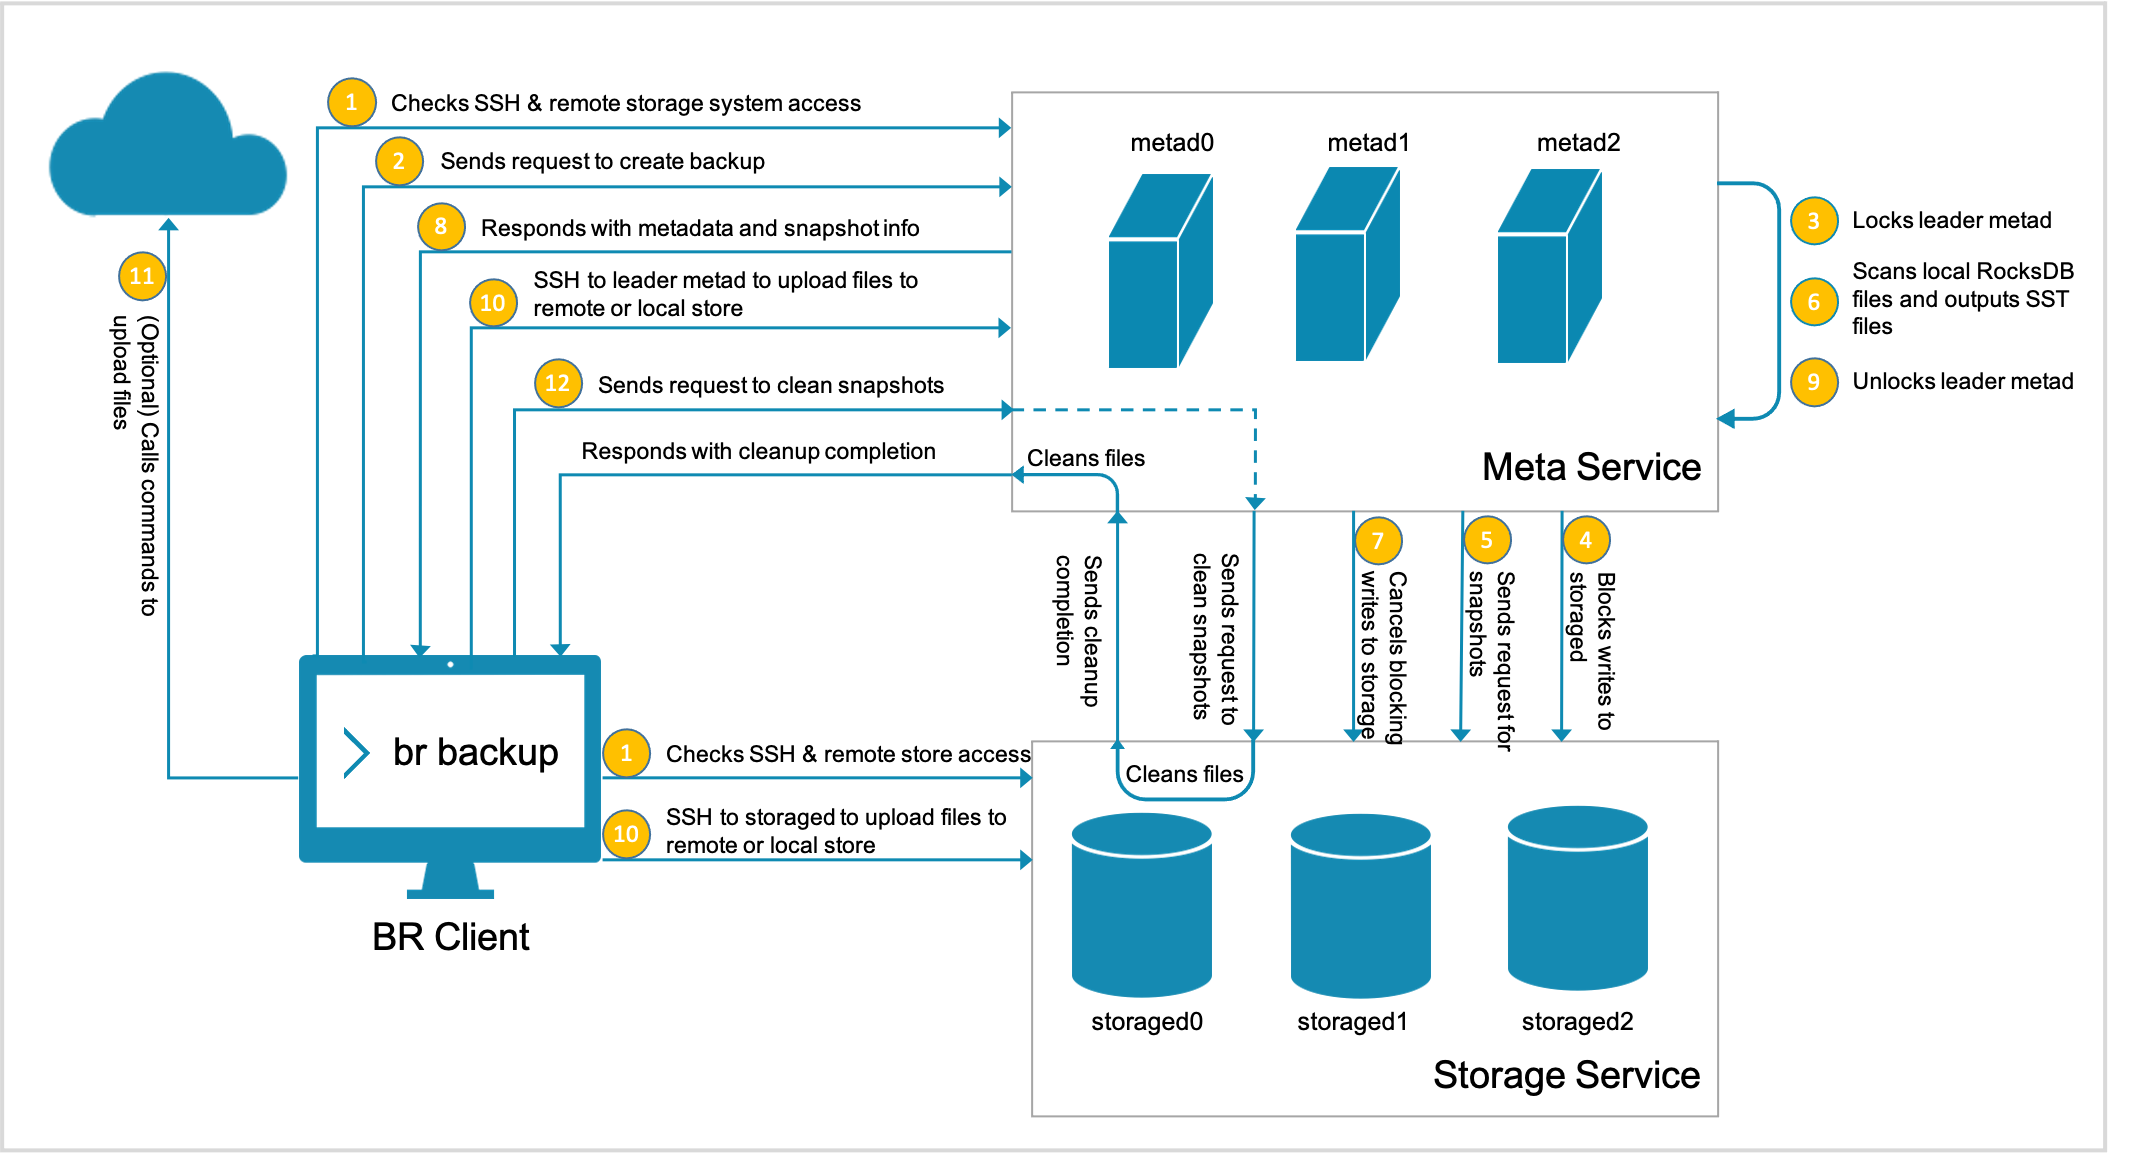 1
Checks SSH & remote storage system access
2
Sends request to create backup
8
Responds with metadata and snapshot info
10
SSH to leader metad to upload files to
remote or local store
12
Sends request to clean snapshots
Responds with cleanup completion
11
(Optional) Calls commands to
upload files
metad0
metad1
metad2
Cleans files
Meta Service
3
Locks leader metad
6
Scans local RocksDB
files and outputs SST
files
9
Unlocks leader metad
Sends cleanup
completion
Sends request to
clean snapshots
7
Cancels blocking
writes to storage
5
Sends request for
snapshots
4
Blocks writes to
storaged
br backup
BR Client
1
Checks SSH & remote store access
10
SSH to storaged to upload files to
remote or local store
Cleans files
storaged0
storaged1
storaged2
Storage Service